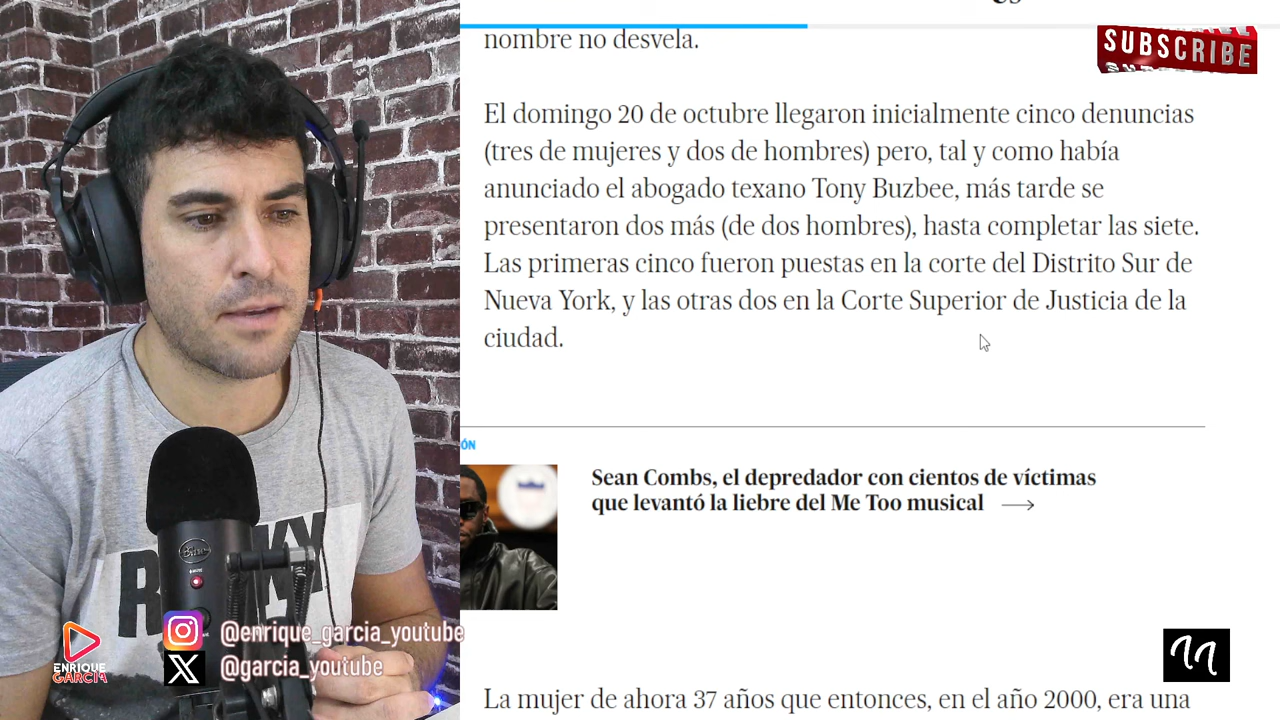 nombre no desvela.
SUBSCRIBE
El domingo 20 de octubre llegaron inicialmente cinco denuncias
(tres de mujeres y dos de hombres) pero, tal y como había
anunciado el abogado texano Tony Buzbee, más tarde se
presentaron dos más (de dos hombres), hasta completar las siete.
Las primeras cinco fueron puestas en la corte del Distrito Sur de
Nueva York, y las otras dos en la Corte Superior de Justicia de la
ciudad.
ÓN
Sean Combs, el depredador con cientos de víctimas
que levantó la liebre del Me Too musical
La mujer de ahora 37 años que entonces, en el año 2000, era una
Blue
@enrique_garcia_youtube
@garcia_youtube
ENRIQUE
GARCIA